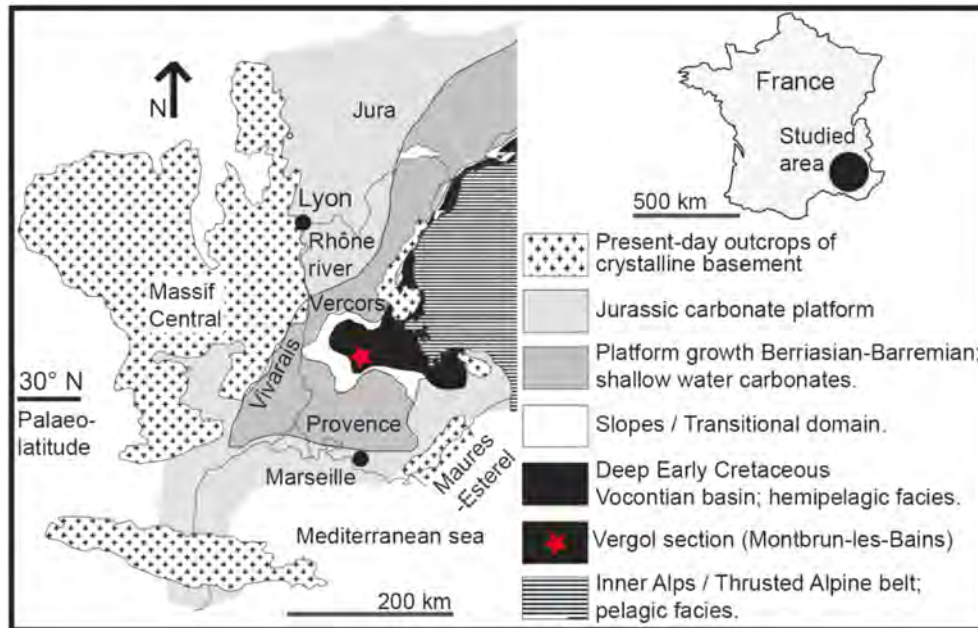 N
Jura
Lyon
Rhône
river
Massif
Central
Vercors
Vivarais
30° N
Palaeo-
latitude
Provence
Marseille
Maures
-Esterel
Mediterranean sea
200 km
France
Studied
area
500 km
Present-day outcrops of
crystalline basement
Jurassic carbonate platform
Platform growth Berriasian-Barremian;
shallow water carbonates.
Slopes / Transitional domain.
Deep Early Cretaceous
Vocontian basin; hemipelagic facies.
Vergol section (Montbrun-les-Bains)
Inner Alps / Thrusted Alpine belt;
pelagic facies.